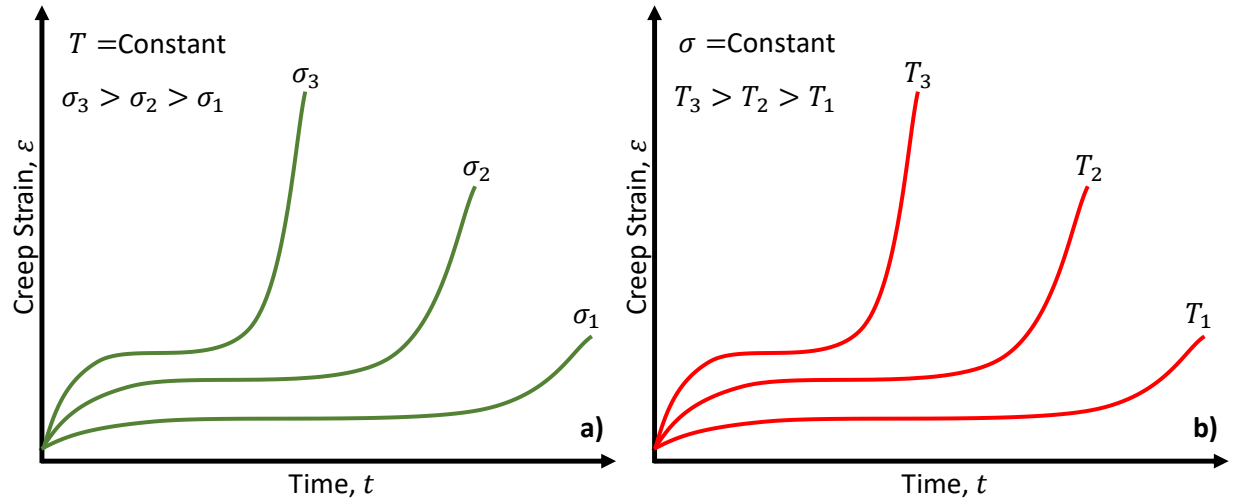 T =Constant
σ₃ > σ₂ > σ₁
σ₃
σ₂
σ₁
Creep Strain, ε
Time, t
a)
σ =Constant
T₃ > T₂ > T₁
T₃
T₂
T₁
Creep Strain, ε
Time, t
b)